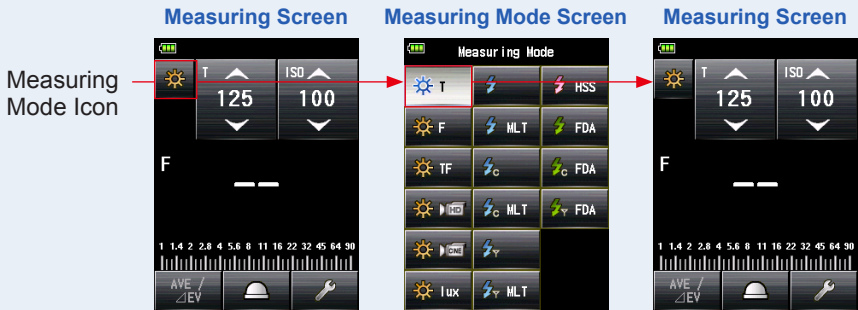 Measuring Screen
Measuring Mode Screen
Measuring Screen
Measuring
Mode Icon
T
125
ISO
100
F
1 1.4 2 2.8 4 5.6 8 11 16 22 32 45 64 90
AVE /
⊿EV
Measuring Mode
T
HSS
F
MLT
FDA
TF
C
C FDA
HD
C MLT
Y FDA
CINE
Y
lux
Y MLT
T
125
ISO
100
F
1 1.4 2 2.8 4 5.6 8 11 16 22 32 45 64 90
AVE /
⊿EV